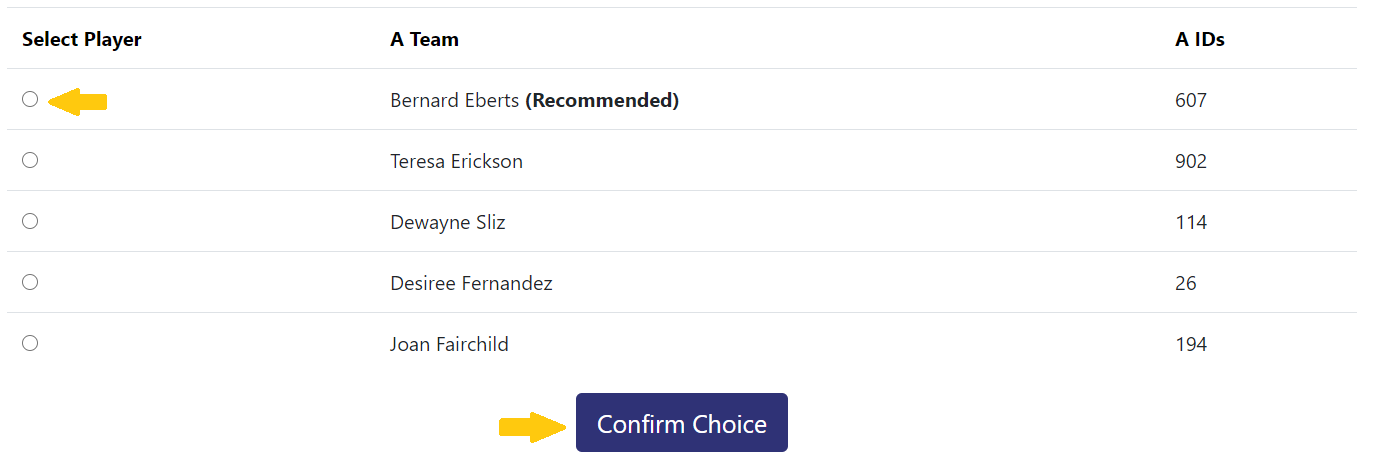 Select Player A Team A IDs
Bernard Eberts (Recommended) 607
Teresa Erickson 902
Dewayne Sliz 114
Desiree Fernandez 26
Joan Fairchild 194
Confirm Choice